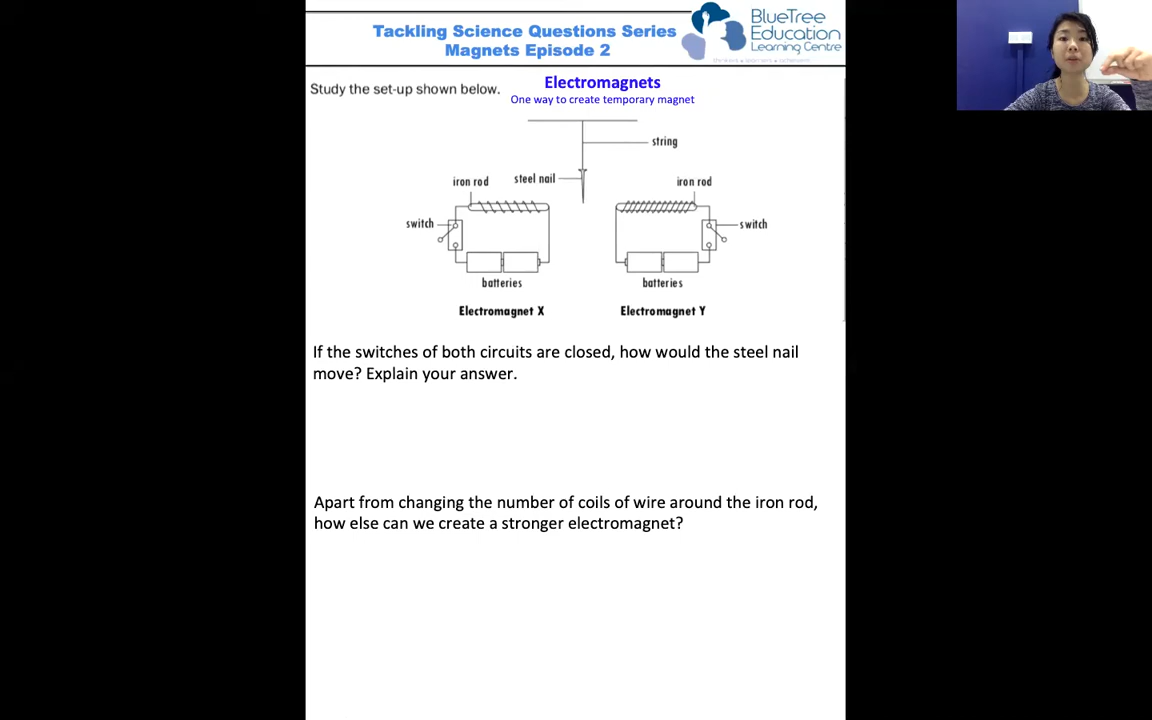 Tackling Science Questions Series
Magnets Episode 2
BlueTree
Education
Learning Centre
Study the set-up shown below.
Electromagnets
One way to create temporary magnet
string
iron rod
steel nail
iron rod
switch
switch
batteries
batteries
Electromagnet X
Electromagnet Y
If the switches of both circuits are closed, how would the steel nail
move? Explain your answer.
Apart from changing the number of coils of wire around the iron rod,
how else can we create a stronger electromagnet?